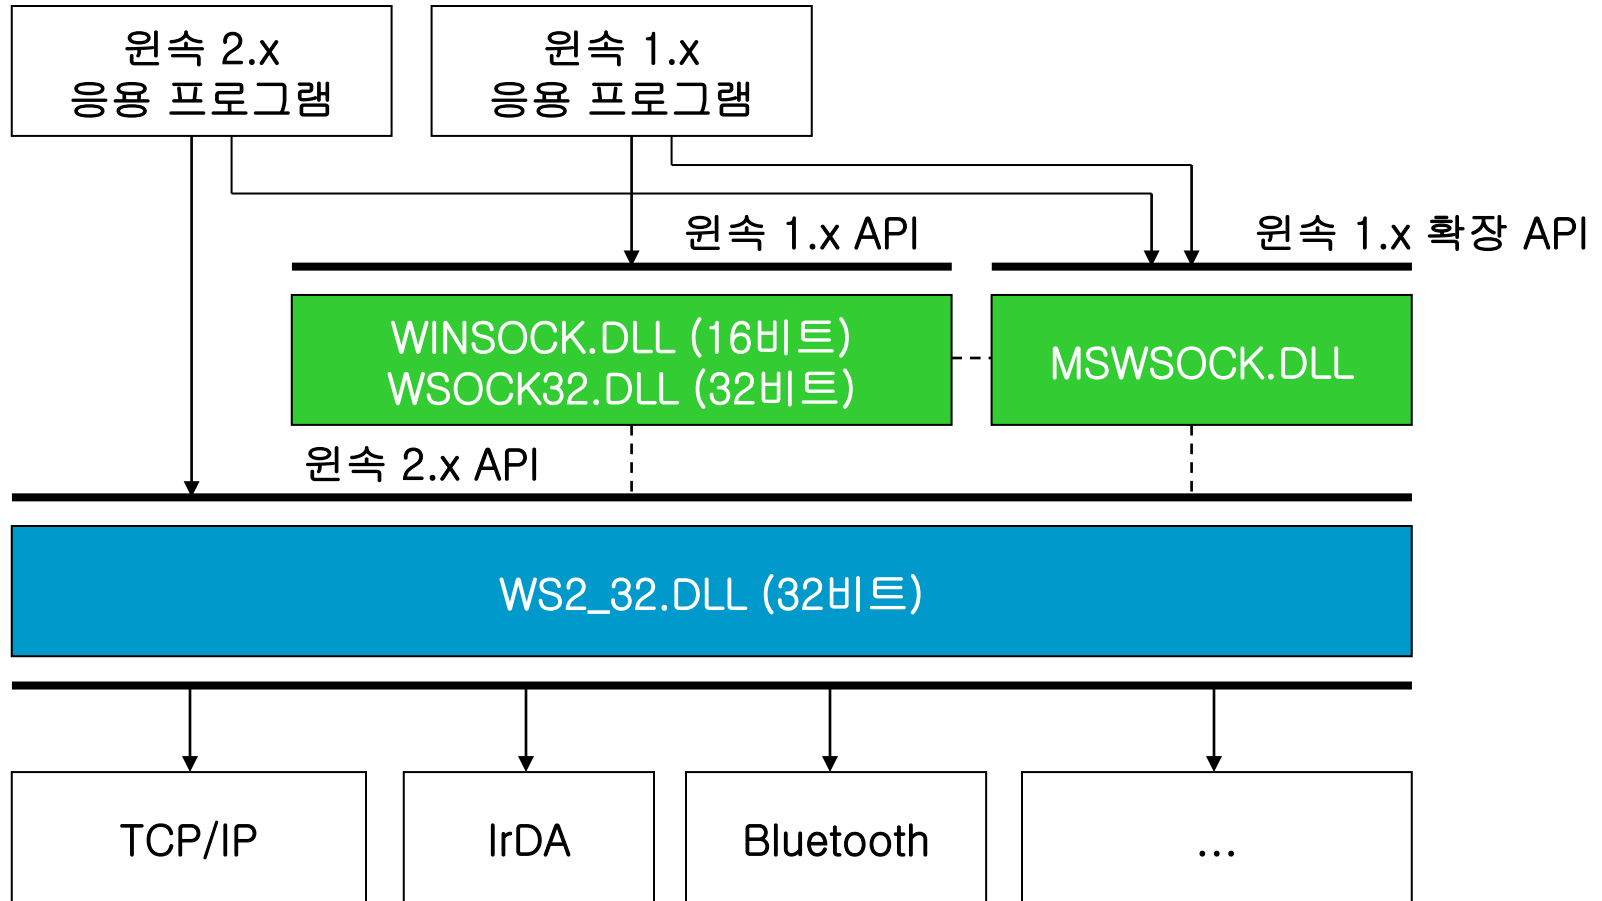 윈속 2.x
응용 프로그램
윈속 1.x
응용 프로그램
윈속 1.x API
윈속 1.x 확장 API
WINSOCK.DLL (16비트)
WSOCK32.DLL (32비트)
MSWSOCK.DLL
윈속 2.x API
WS2_32.DLL (32비트)
TCP/IP
IrDA
Bluetooth
...